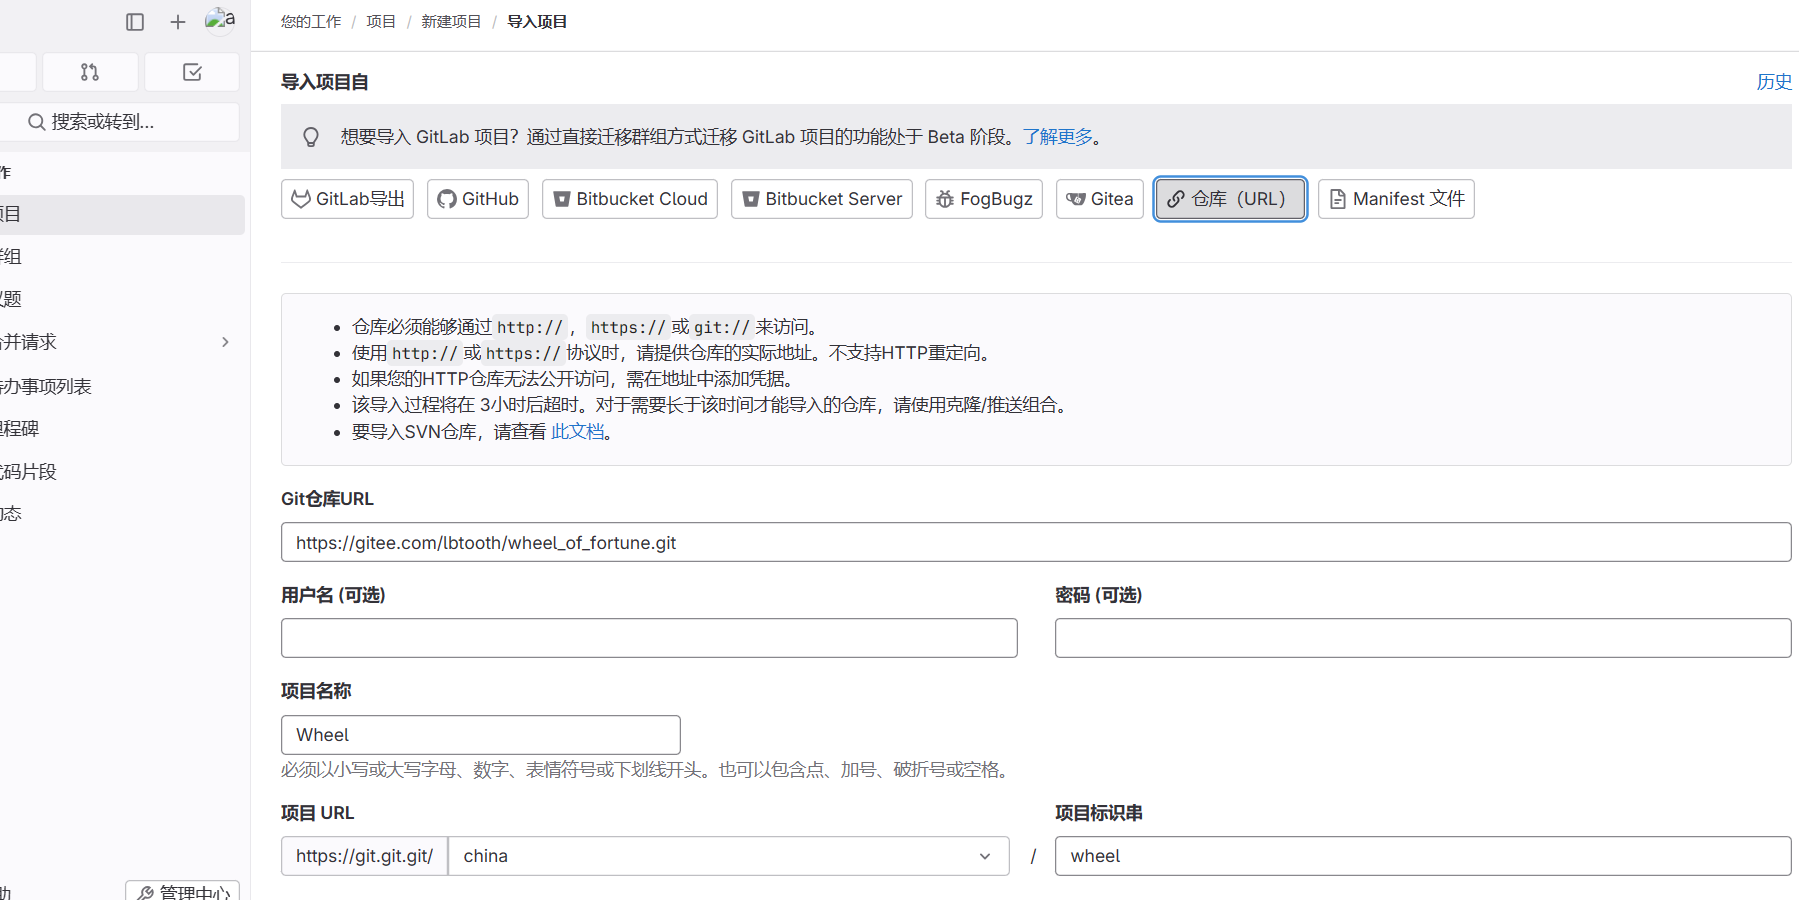 a
您的工作 / 项目 / 新建项目 / 导入项目
导入项目自
历史
搜索或转到...
想要导入 GitLab 项目？通过直接迁移群组方式迁移 GitLab 项目的功能处于 Beta 阶段。了解更多。
作
项目
GitLab导出 GitHub Bitbucket Cloud Bitbucket Server FogBugz Gitea 仓库（URL） Manifest 文件
群组
议题
合并请求
待办事项列表
里程碑
代码片段
动态
• 仓库必须能够通过 http://， https:// 或 git:// 来访问。
• 使用 http:// 或 https:// 协议时，请提供仓库的实际地址。不支持HTTP重定向。
• 如果您的HTTP仓库无法公开访问，需在地址中添加凭据。
• 该导入过程将在 3小时后超时。对于需要长于该时间才能导入的仓库，请使用克隆/推送组合。
• 要导入SVN仓库，请查看 此文档。
Git仓库URL
https://gitee.com/lbtooth/wheel_of_fortune.git
用户名 (可选)
密码 (可选)
项目名称
Wheel
必须以小写或大写字母、数字、表情符号或下划线开头。也可以包含点、加号、破折号或空格。
项目 URL
项目标识串
https://git.git.git/ china / wheel
助
管理中心